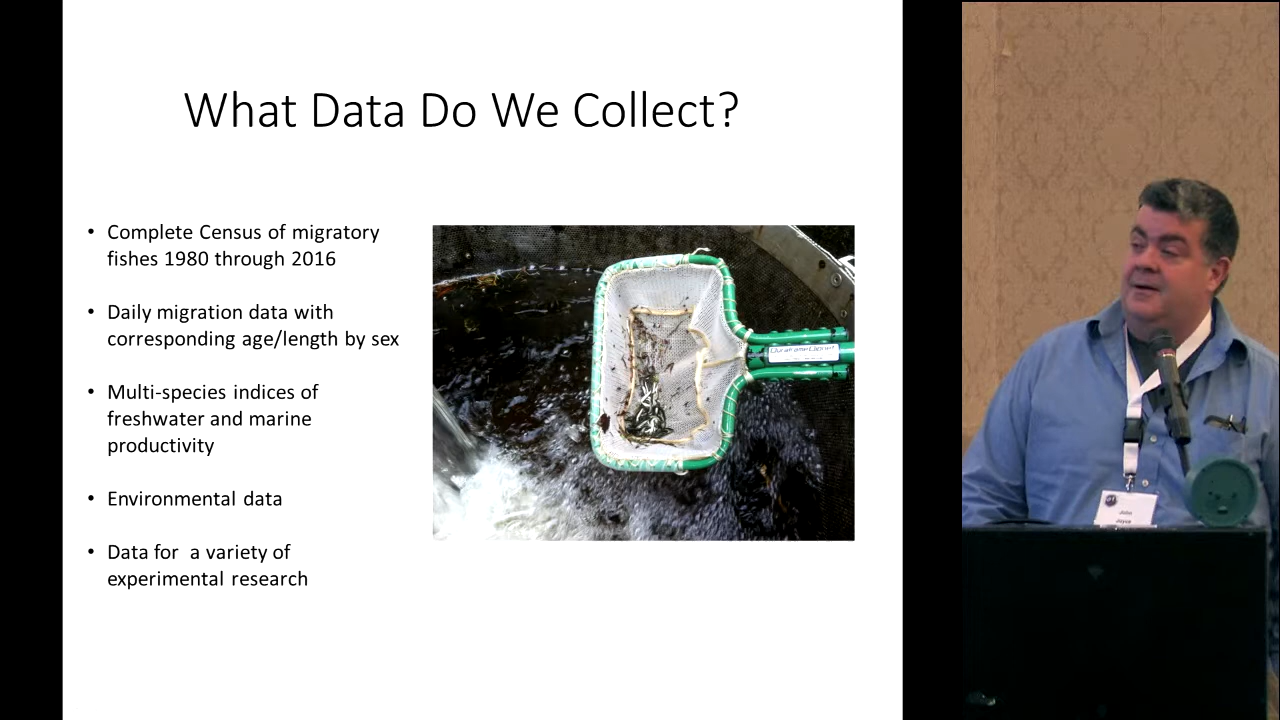 What Data Do We Collect?
• Complete Census of migratory
fishes 1980 through 2016
• Daily migration data with
corresponding age/length by sex
• Multi-species indices of
freshwater and marine
productivity
• Environmental data
• Data for  a variety of
experimental research
John
Joyce